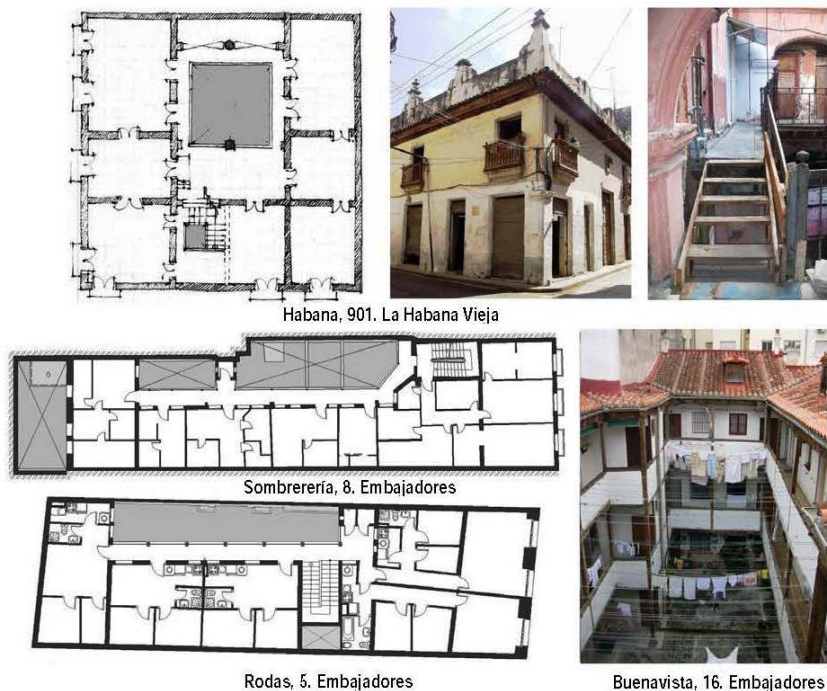 Habana, 901. La Habana Vieja
Sombrerería, 8. Embajadores
Rodas, 5. Embajadores
Buenavista, 16. Embajadores